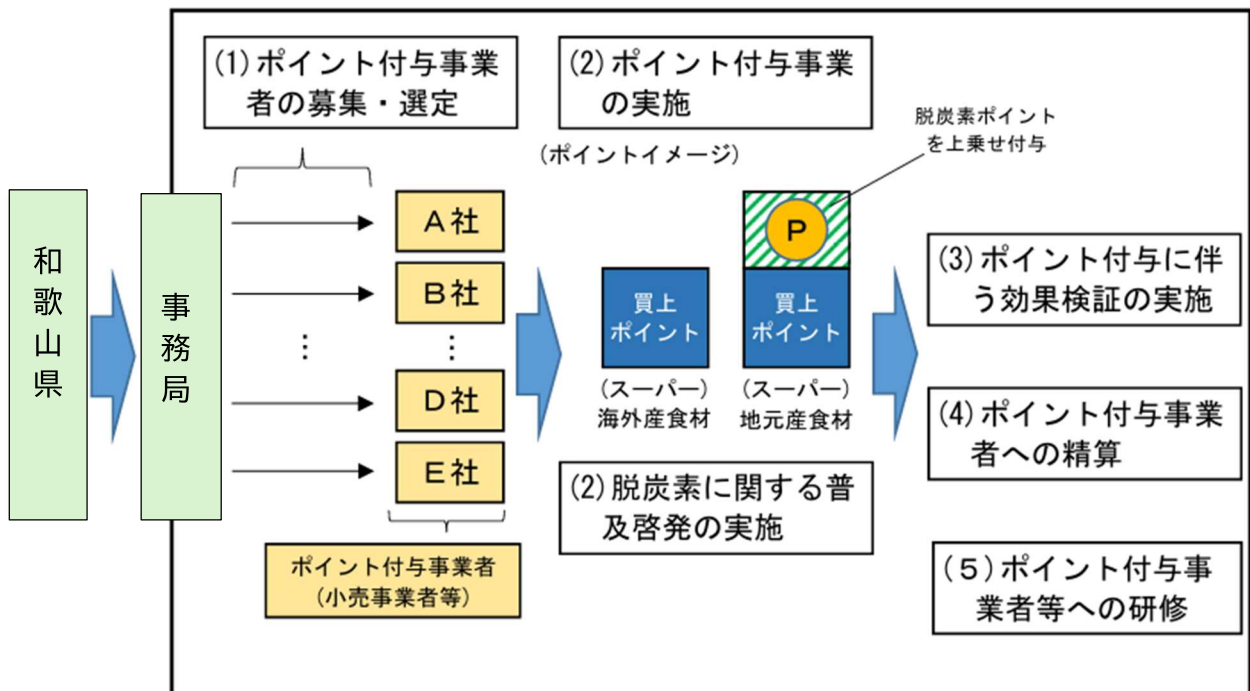 (1)ポイント付与事業
者の募集・選定
(2)ポイント付与事業
の実施
(ポイントイメージ)
脱炭素ポイント
を上乗せ付与
和歌山県
事務局
A社
B社
⋮
⋮
D社
E社
ポイント付与事業者
(小売事業者等)
P
買上
ポイント
買上
ポイント
(スーパー)
海外産食材
(スーパー)
地元産食材
(2)脱炭素に関する普
及啓発の実施
(3)ポイント付与に伴
う効果検証の実施
(4)ポイント付与事業
者への精算
(5)ポイント付与事
業者等への研修